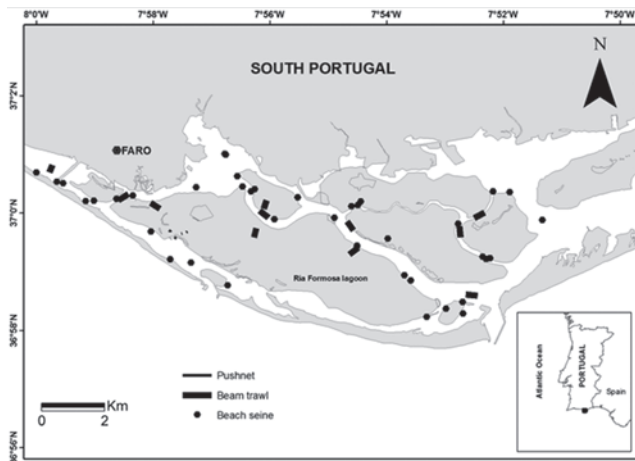 8°0'W
7°58'W
7°56'W
7°54'W
7°52'W
7°50'W
37°2'N
37°0'N
36°58'N
36°56'N
N
SOUTH PORTUGAL
FARO
Ria Formosa lagoon
Pushnet
Beam trawl
Beach seine
Km
0 2
Atlantic Ocean
PORTUGAL
Spain